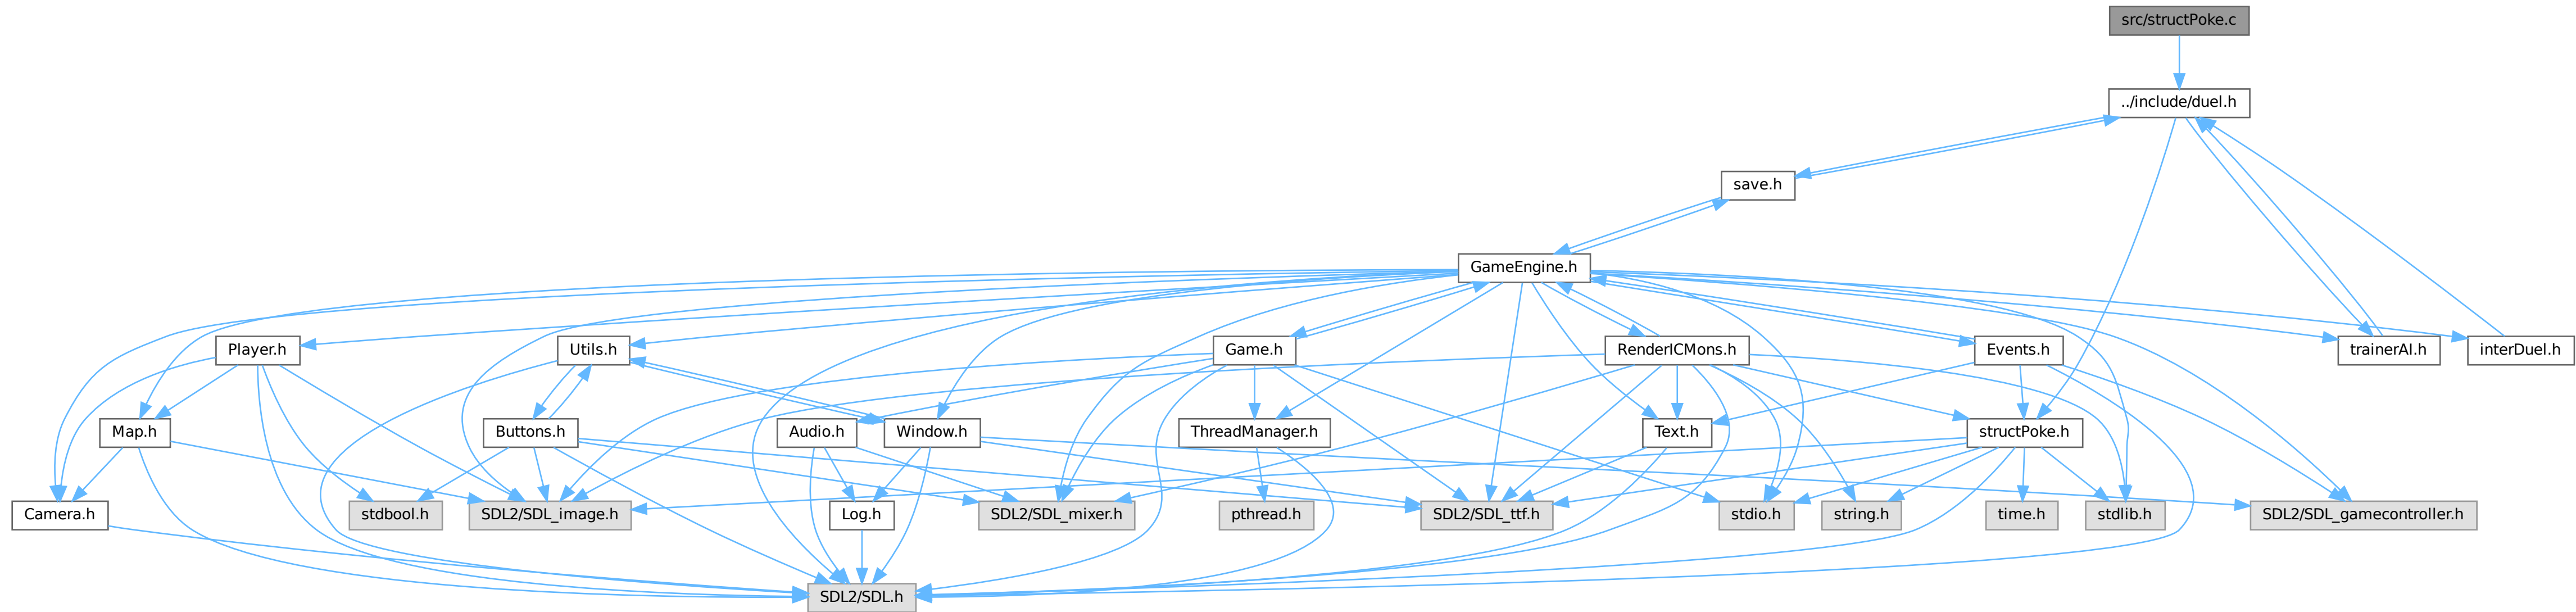 src/structPoke.c
../include/duel.h
save.h
GameEngine.h
Player.h
Utils.h
Game.h
RenderICMons.h
Events.h
trainerAI.h
interDuel.h
Map.h
Buttons.h
Audio.h
Window.h
ThreadManager.h
Text.h
structPoke.h
Camera.h
stdbool.h
SDL2/SDL_image.h
Log.h
SDL2/SDL_mixer.h
pthread.h
SDL2/SDL_ttf.h
stdio.h
string.h
time.h
stdlib.h
SDL2/SDL_gamecontroller.h
SDL2/SDL.h